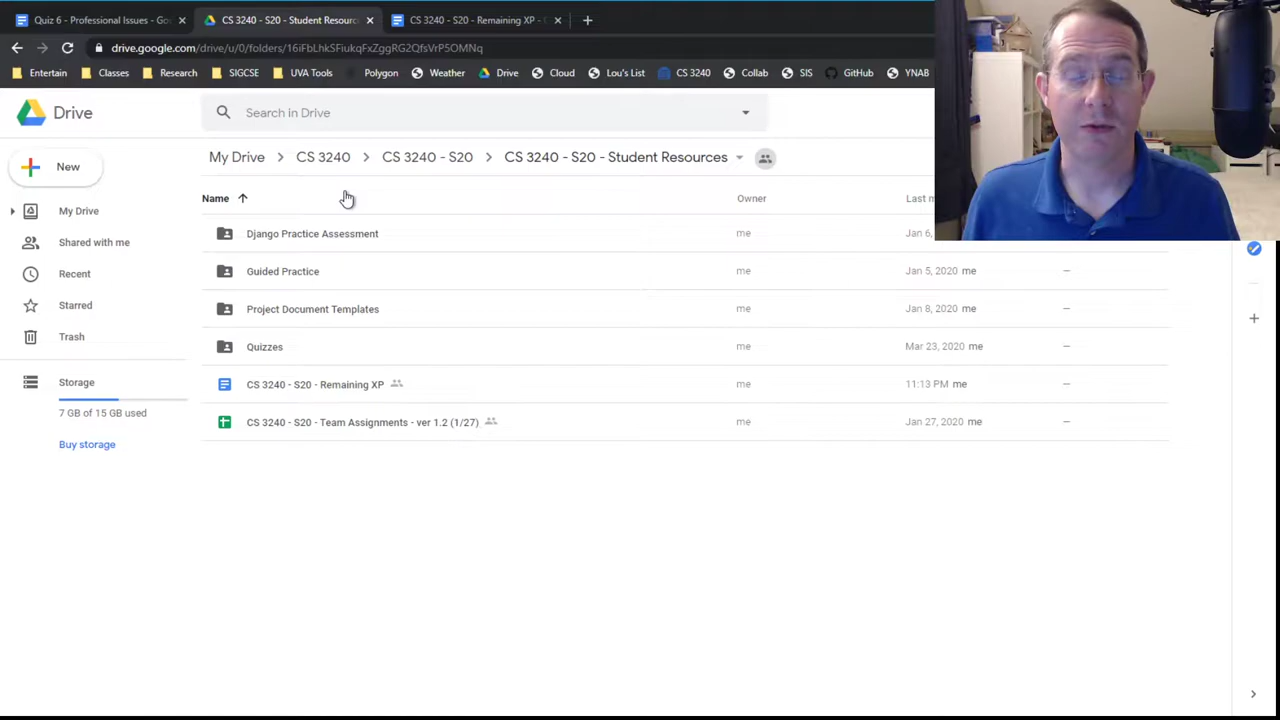 Quiz 6 - Professional Issues - Go
CS 3240 - S20 - Student Resourc
CS 3240 - S20 - Remaining XP -
drive.google.com/drive/u/0/folders/16iFbLhkSFiukqFxZggRG2QfsVrP5OMNq
Entertain Classes Research SIGCSE UVA Tools Polygon Weather Drive Cloud Lou's List CS 3240 Collab SIS GitHub YNAB
Drive
Search in Drive
New
My Drive
Shared with me
Recent
Starred
Trash
Storage
7 GB of 15 GB used
Buy storage
My Drive > CS 3240 > CS 3240 - S20 > CS 3240 - S20 - Student Resources
Name Owner Last m
Django Practice Assessment me Jan 6,
Guided Practice me Jan 5, 2020 me –
Project Document Templates me Jan 8, 2020 me –
Quizzes me Mar 23, 2020 me –
CS 3240 - S20 - Remaining XP me 11:13 PM me –
CS 3240 - S20 - Team Assignments - ver 1.2 (1/27) me Jan 27, 2020 me –